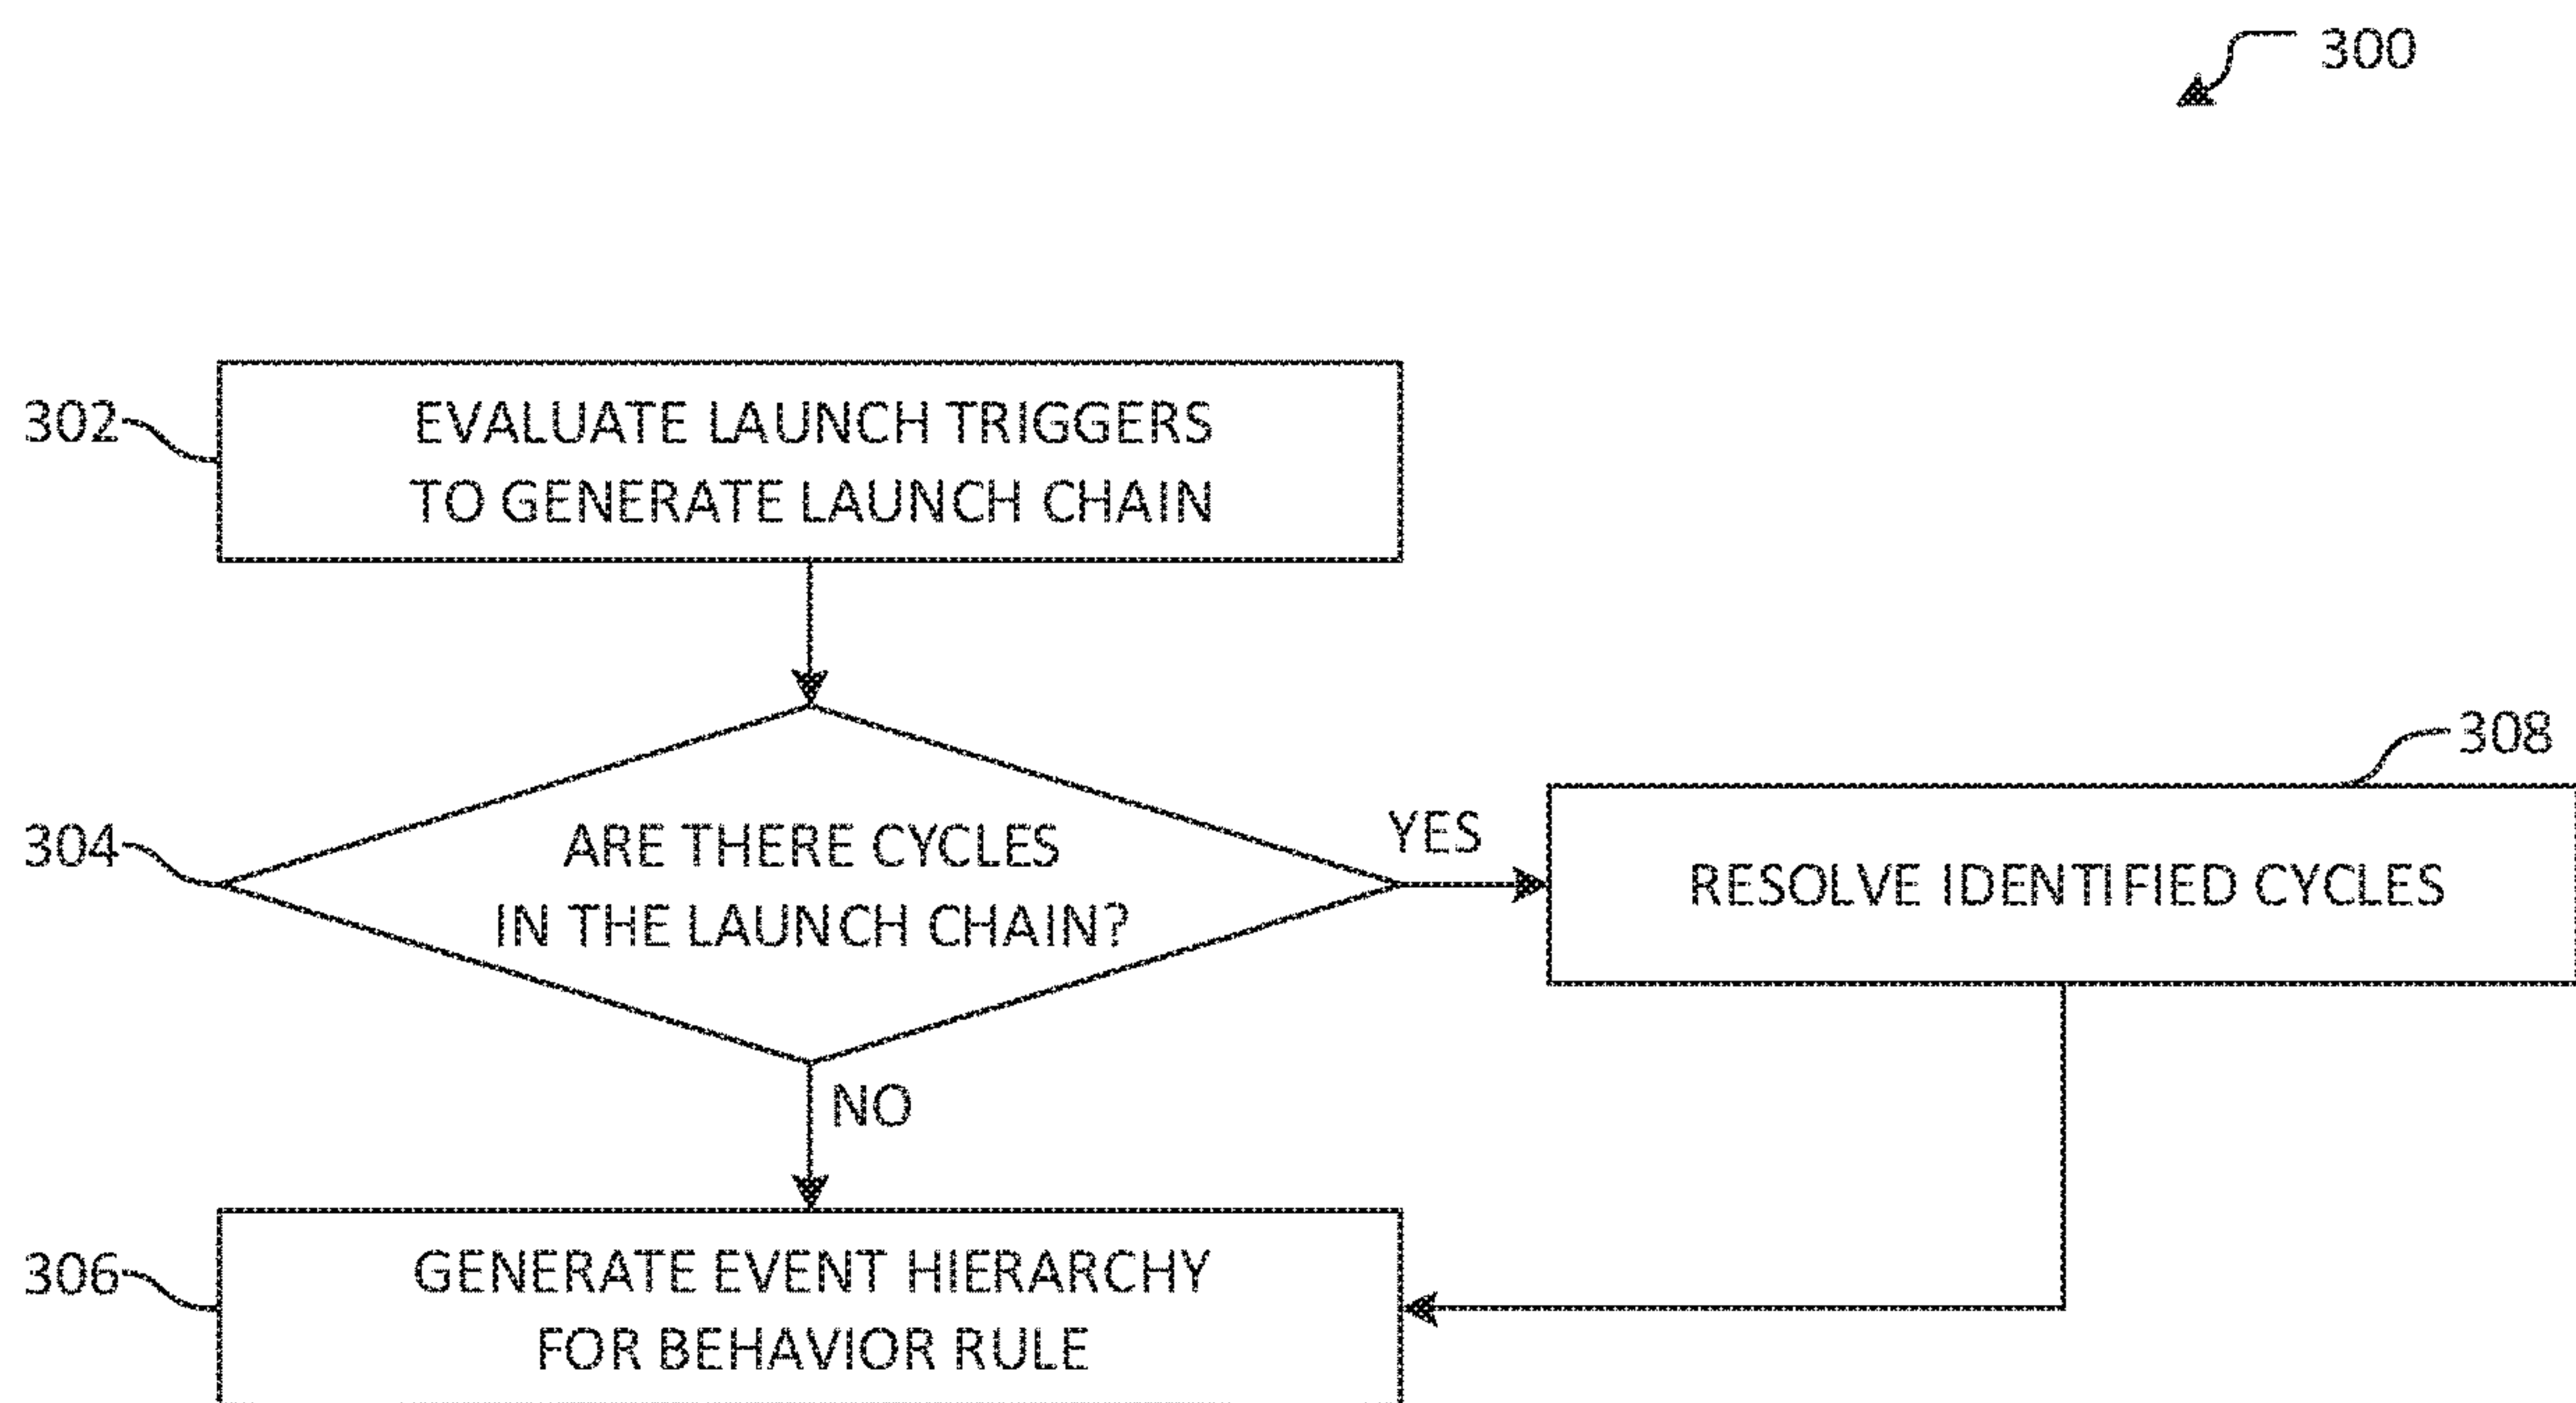 300
302
EVALUATE LAUNCH TRIGGERS
TO GENERATE LAUNCH CHAIN
308
304
ARE THERE CYCLES
IN THE LAUNCH CHAIN?
YES
RESOLVE IDENTIFIED CYCLES
NO
306
GENERATE EVENT HIERARCHY
FOR BEHAVIOR RULE